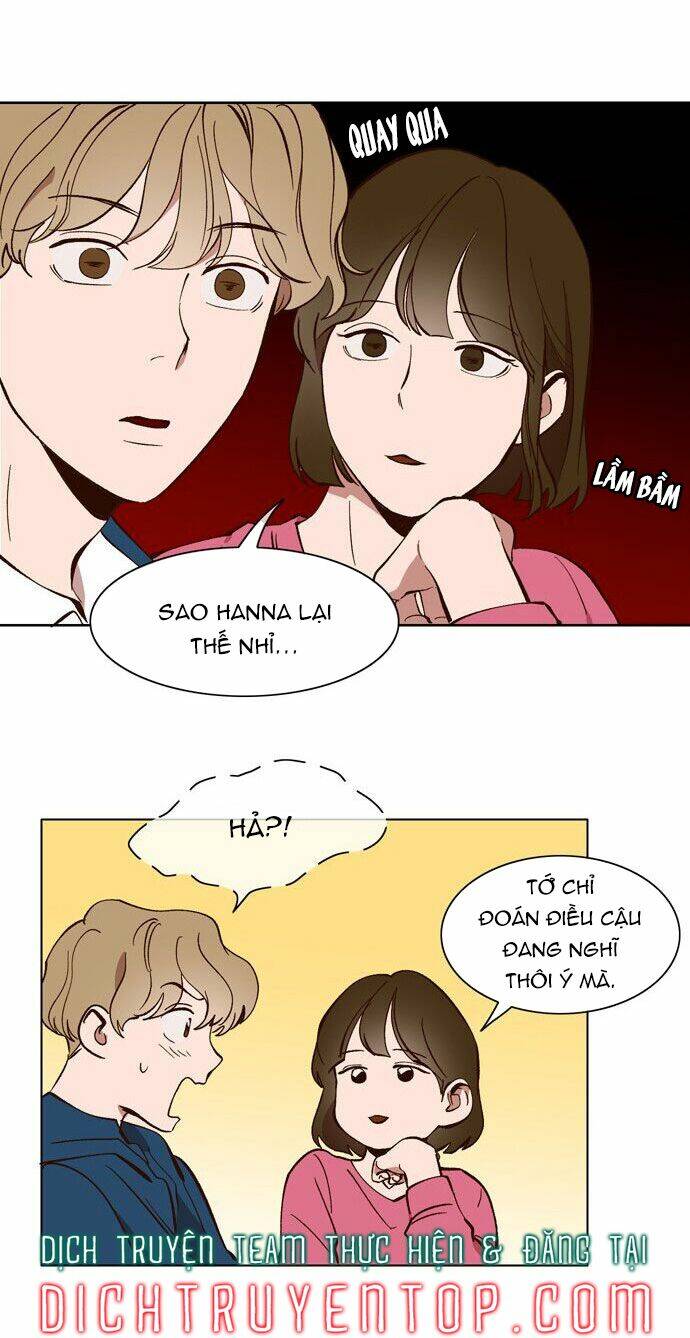 QUAY QUA
LẦM BẦM
SAO HANNA LẠI
THẾ NHỈ...
HẢ?!
TỚ CHỈ
ĐOÁN ĐIỀU CẬU
ĐANG NGHĨ
THÔI Ý MÀ.
DỊCH TRUYỆN TEAM THỰC HIỆN & ĐĂNG TẠI
DICHTRUYENTOP.COM